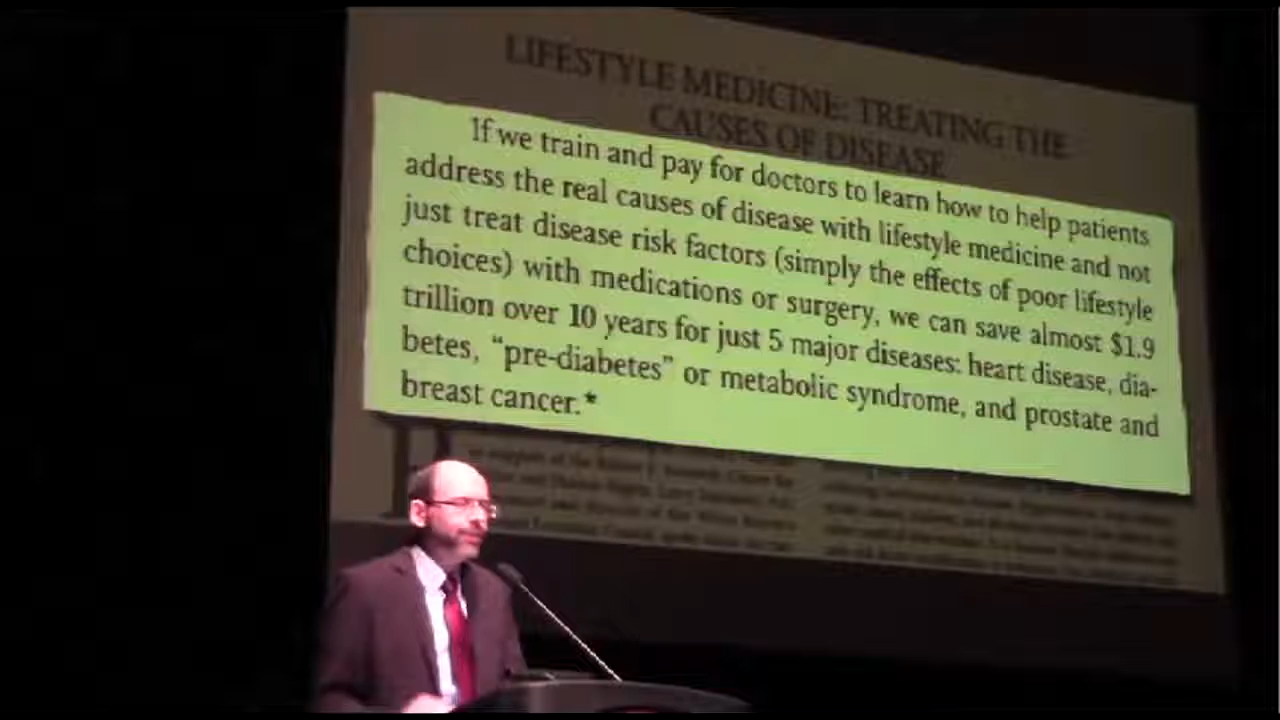 LIFESTYLE MEDICINE: TREATING THE
CAUSES OF DISEASE
If we train and pay for doctors to learn how to help patients
address the real causes of disease with lifestyle medicine and not
just treat disease risk factors (simply the effects of poor lifestyle
choices) with medications or surgery, we can save almost $1.9
trillion over 10 years for just 5 major diseases: heart disease, dia-
betes, “pre-diabetes” or metabolic syndrome, and prostate and
breast cancer.*